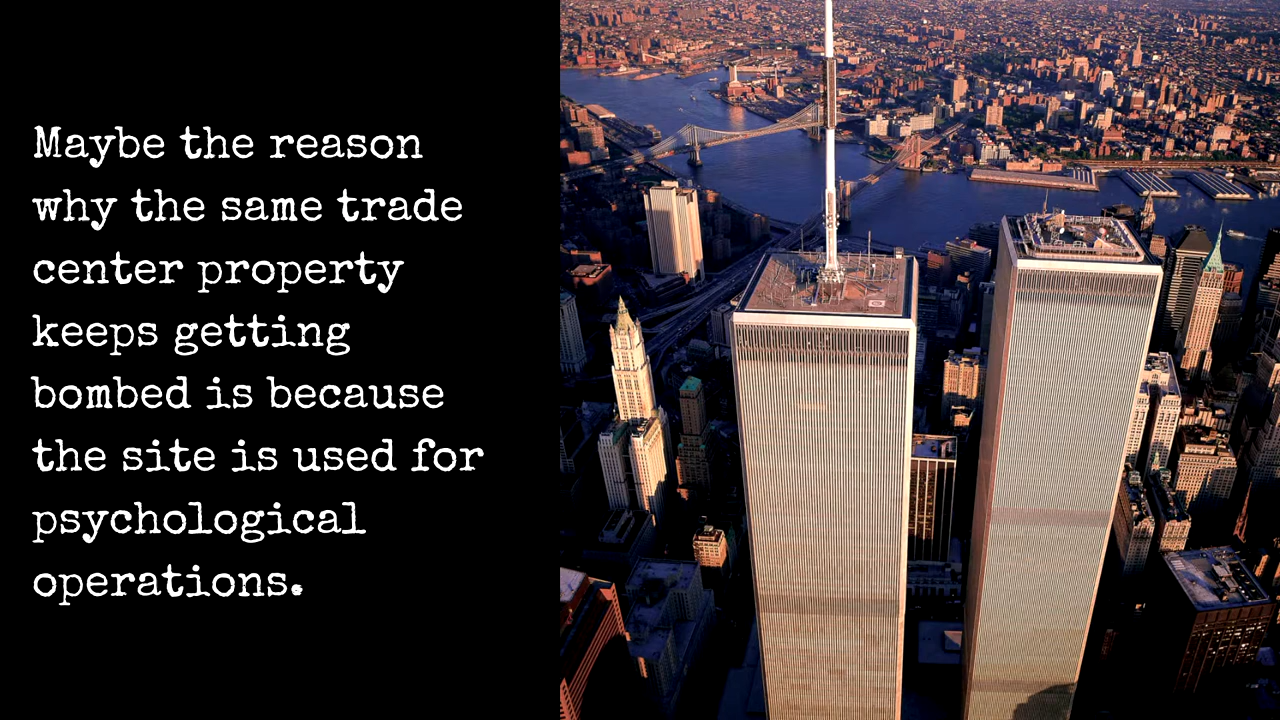 Maybe the reason
why the same trade
center property
keeps getting
bombed is because
the site is used for
psychological
operations.